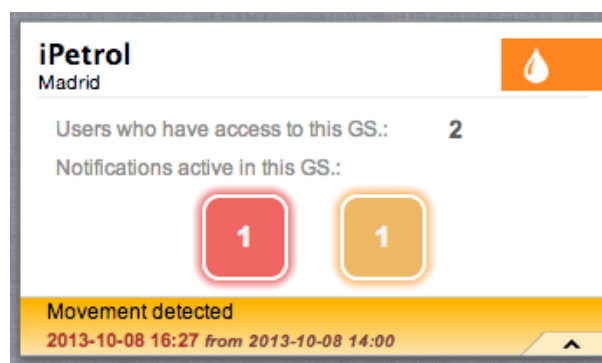 iPetrol
Madrid
Users who have access to this GS.: 2
Notifications active in this GS.:
1 1
Movement detected
2013-10-08 16:27 from 2013-10-08 14:00